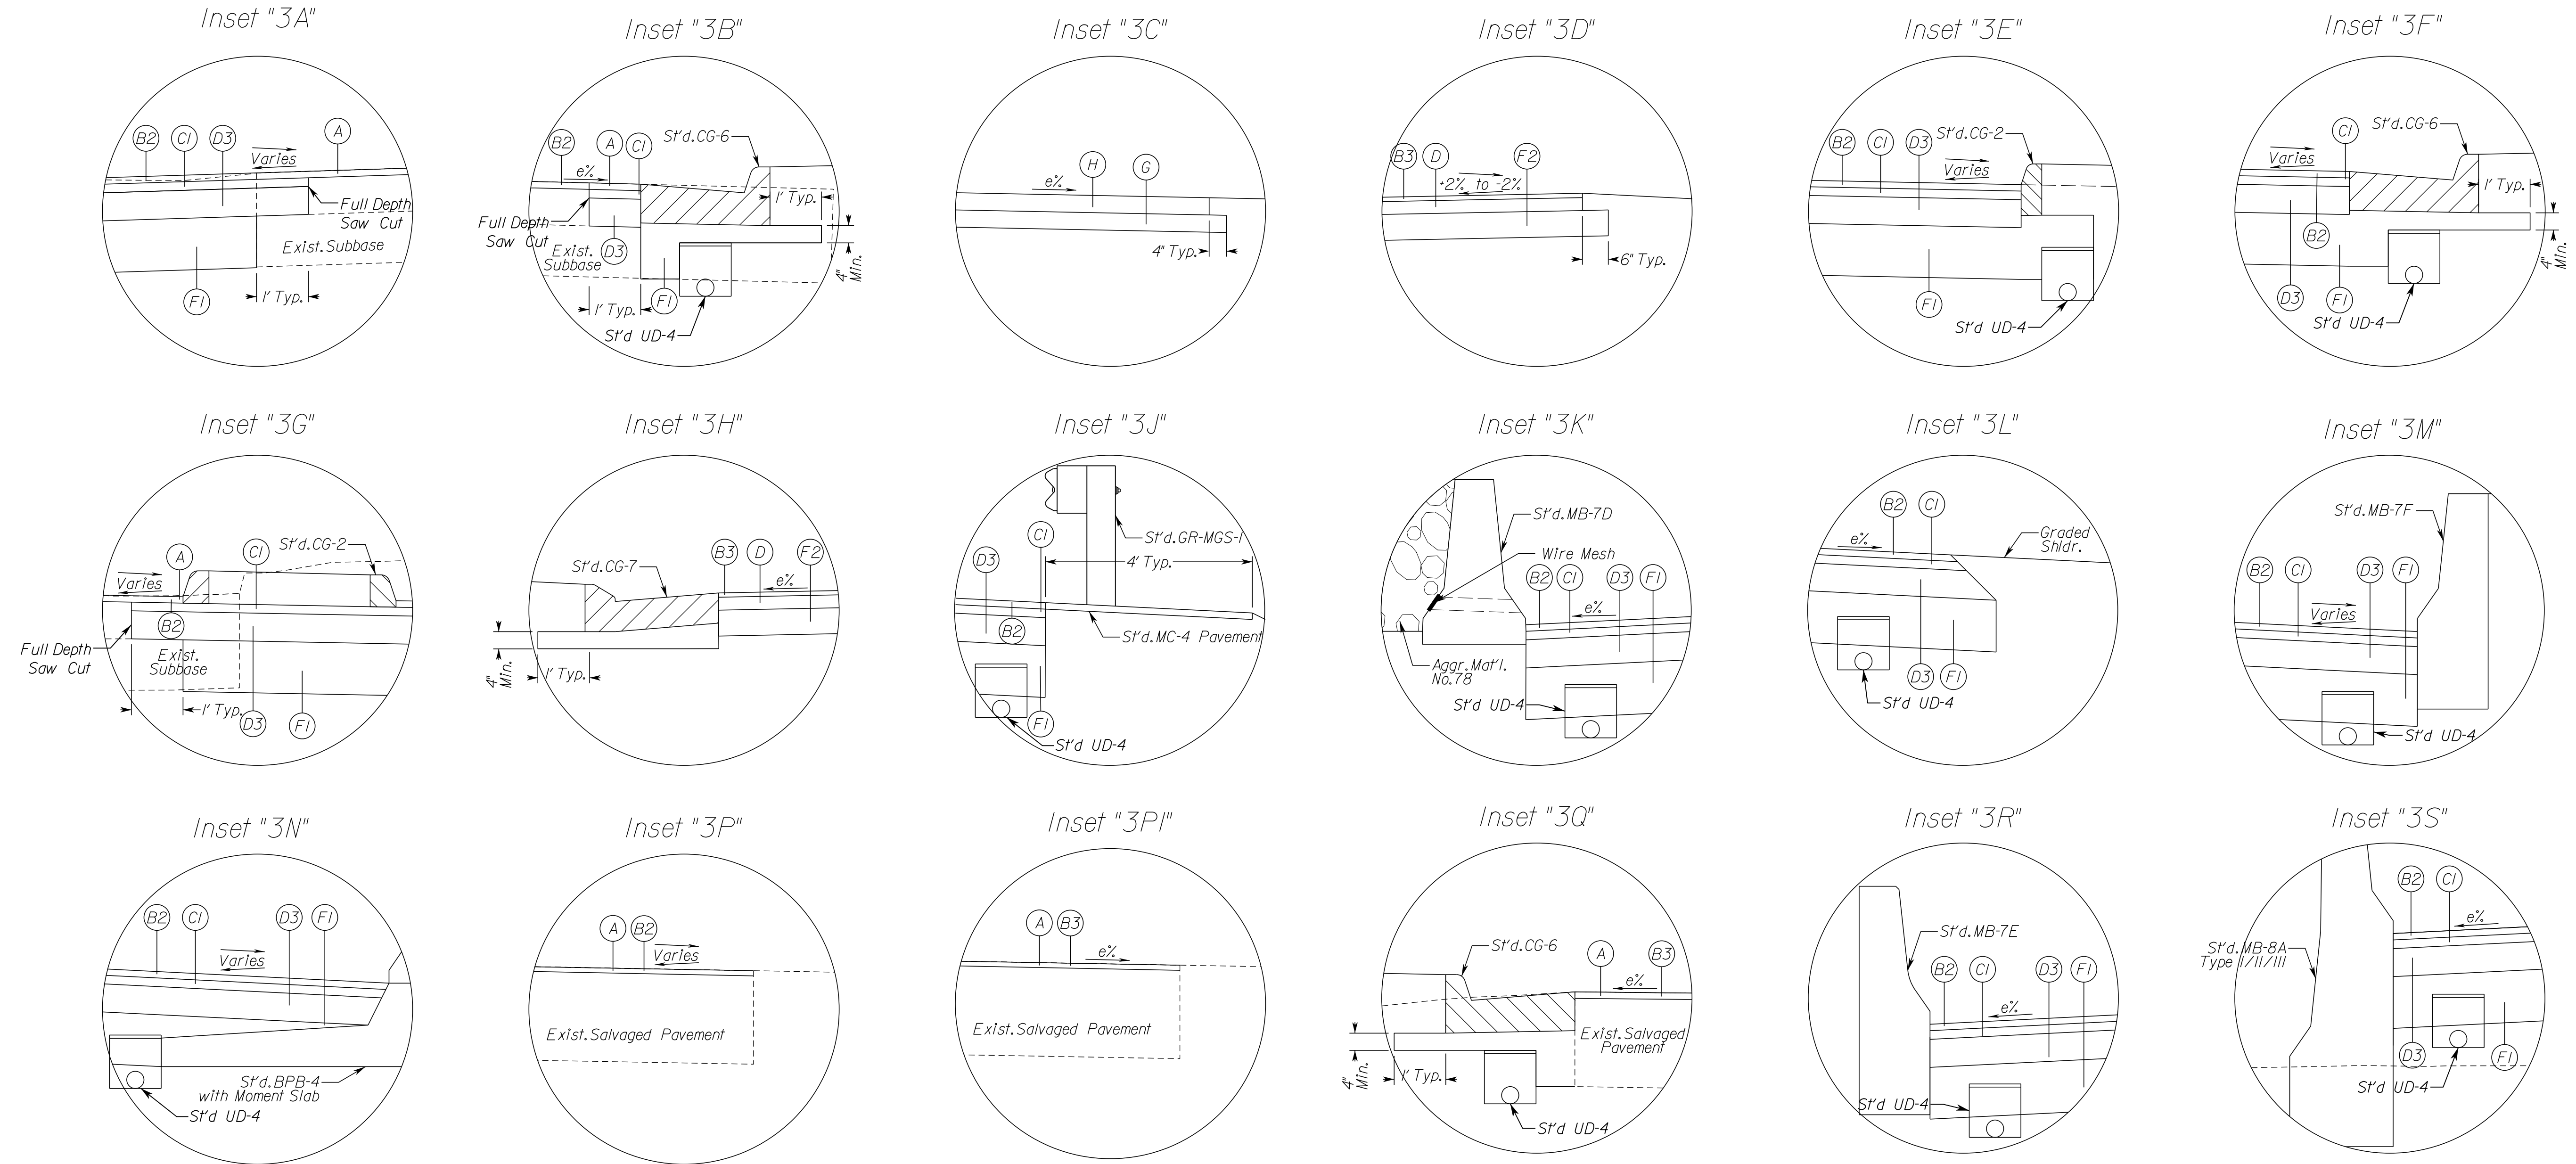 Inset "3A"
B2
C1
D3
A
Varies
Full Depth
Saw Cut
Exist. Subbase
F1
1' Typ.
Inset "3B"
B2
A
C1
St'd. CG-6
e%
1' Typ.
Full Depth
Saw Cut
Exist.
Subbase
D3
4"
Min.
F1
1' Typ.
St'd UD-4
Inset "3C"
H
G
e%
4" Typ.
Inset "3D"
B3
D
F2
+2% to -2%
6" Typ.
Inset "3E"
B2
C1
D3
St'd. CG-2
Varies
F1
St'd UD-4
Inset "3F"
C1
St'd. CG-6
Varies
1' Typ.
B2
4"
Min.
D3
F1
St'd UD-4
Inset "3G"
A
C1
St'd. CG-2
Varies
B2
Full Depth
Saw Cut
Exist.
Subbase
1' Typ.
D3
F1
Inset "3H"
St'd. CG-7
B3
D
F2
e%
4"
Min.
1' Typ.
Inset "3J"
D3
C1
St'd. GR-MGS-1
4' Typ.
B2
St'd. MC-4 Pavement
F1
St'd UD-4
Inset "3K"
St'd. MB-7D
Wire Mesh
B2
C1
D3
F1
e%
Aggr. Mat'l.
No. 78
St'd UD-4
Inset "3L"
B2
C1
e%
Graded
Shldr.
D3
F1
St'd UD-4
Inset "3M"
St'd. MB-7F
B2
C1
D3
F1
Varies
St'd UD-4
Inset "3N"
B2
C1
D3
F1
Varies
St'd. BPB-4
with Moment Slab
St'd UD-4
Inset "3P"
A
B2
Varies
Exist. Salvaged Pavement
Inset "3P1"
A
B3
e%
Exist. Salvaged Pavement
Inset "3Q"
St'd. CG-6
A
B3
e%
4"
Min.
1' Typ.
Exist. Salvaged
Pavement
St'd UD-4
Inset "3R"
St'd. MB-7E
B2
C1
D3
F1
e%
St'd UD-4
Inset "3S"
B2
C1
e%
St'd. MB-8A
Type I/II/III
D3
F1
St'd UD-4